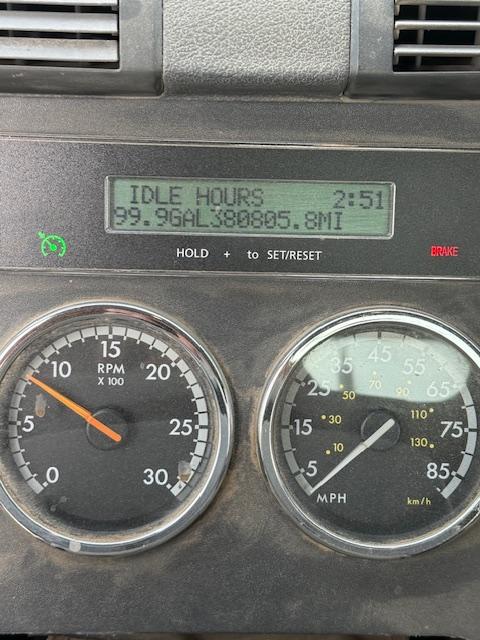 IDLE HOURS 2:51
99.9GAL380805.8MI
HOLD + to SET/RESET
BRAKE
0
5
10
15
20
25
30
RPM
X 100
5
15
25
35
45
55
65
75
85
10
30
50
70
90
110
130
MPH
km/h